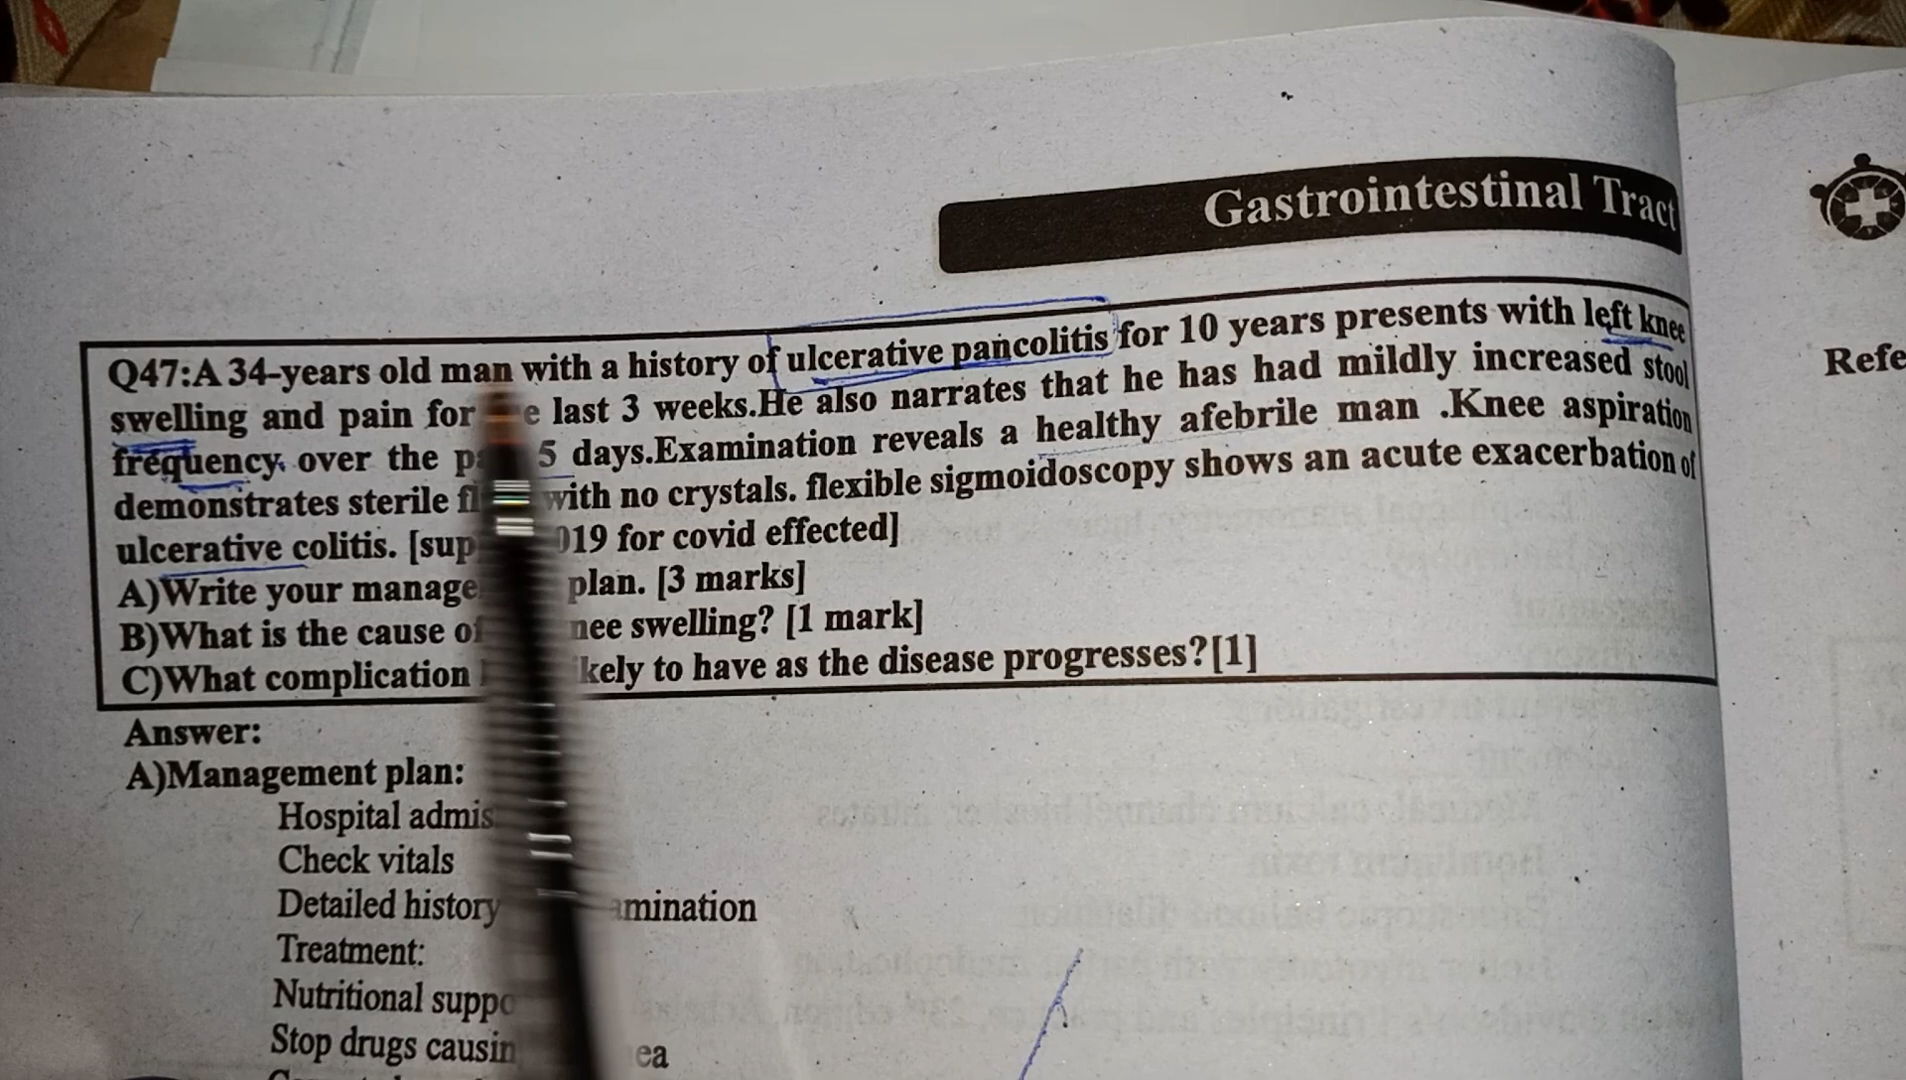 Gastrointestinal Tract
Q47:A 34-years old man with a history of ulcerative pancolitis for 10 years presents with left knee
swelling and pain for e last 3 weeks.He also narrates that he has had mildly increased stool
frequency over the p 5 days.Examination reveals a healthy afebrile man .Knee aspiration
demonstrates sterile fl with no crystals. flexible sigmoidoscopy shows an acute exacerbation of
ulcerative colitis. [sup 019 for covid effected]
A)Write your manage plan. [3 marks]
B)What is the cause of nee swelling? [1 mark]
C)What complication kely to have as the disease progresses?[1]
Refe
Answer:
A)Management plan:
Hospital admis
Check vitals
Detailed history amination
Treatment:
Nutritional suppo
Stop drugs causin ea